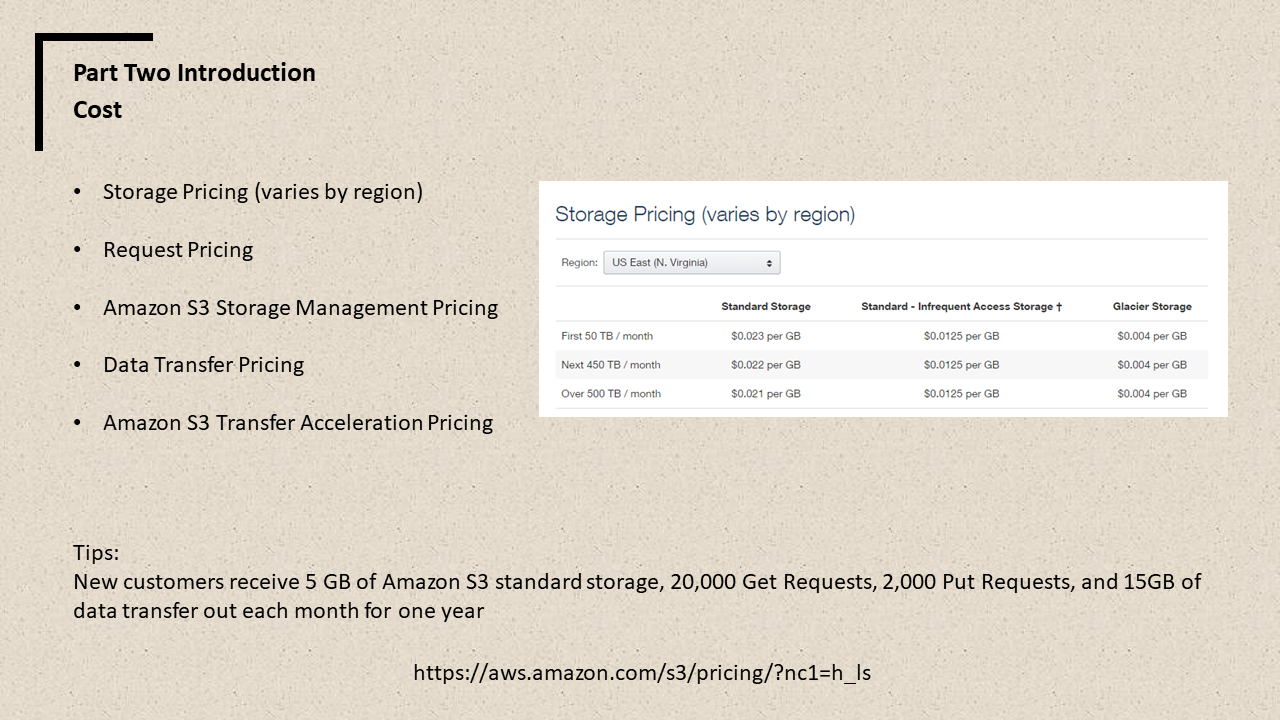 Part Two Introduction
Cost
• Storage Pricing (varies by region)
• Request Pricing
• Amazon S3 Storage Management Pricing
• Data Transfer Pricing
• Amazon S3 Transfer Acceleration Pricing
Storage Pricing (varies by region)
Region: US East (N. Virginia)
Standard Storage Standard - Infrequent Access Storage † Glacier Storage
First 50 TB / month $0.023 per GB $0.0125 per GB $0.004 per GB
Next 450 TB / month $0.022 per GB $0.0125 per GB $0.004 per GB
Over 500 TB / month $0.021 per GB $0.0125 per GB $0.004 per GB
Tips:
New customers receive 5 GB of Amazon S3 standard storage, 20,000 Get Requests, 2,000 Put Requests, and 15GB of
data transfer out each month for one year
https://aws.amazon.com/s3/pricing/?nc1=h_ls